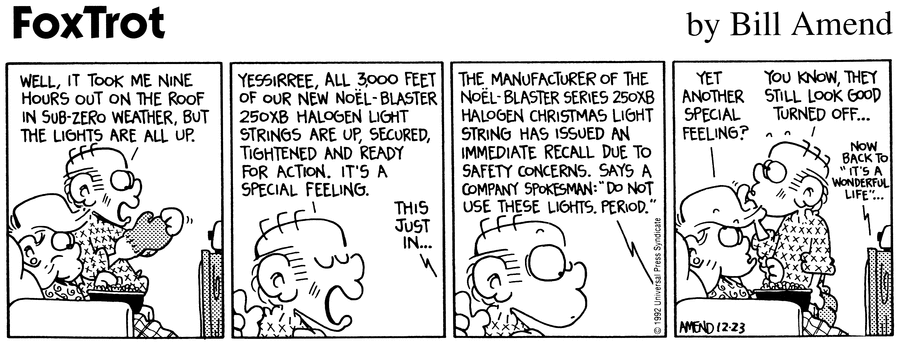 FoxTrot
by Bill Amend
WELL, IT TOOK ME NINE
HOURS OUT ON THE ROOF
IN SUB-ZERO WEATHER, BUT
THE LIGHTS ARE ALL UP.
YESSIRREE, ALL 3,000 FEET
OF OUR NEW NOËL-BLASTER
250XB HALOGEN LIGHT
STRINGS ARE UP, SECURED,
TIGHTENED AND READY
FOR ACTION. IT'S A
SPECIAL FEELING.
THIS
JUST
IN...
THE MANUFACTURER OF THE
NOËL-BLASTER SERIES 250XB
HALOGEN CHRISTMAS LIGHT
STRING HAS ISSUED AN
IMMEDIATE RECALL DUE TO
SAFETY CONCERNS. SAYS A
COMPANY SPOKESMAN: "DO NOT
USE THESE LIGHTS. PERIOD."
© 1992 Universal Press Syndicate
YET
ANOTHER
SPECIAL
FEELING?
YOU KNOW, THEY
STILL LOOK GOOD
TURNED OFF...
NOW
BACK TO
"IT'S A
WONDERFUL
LIFE"...
AMEND 12-23